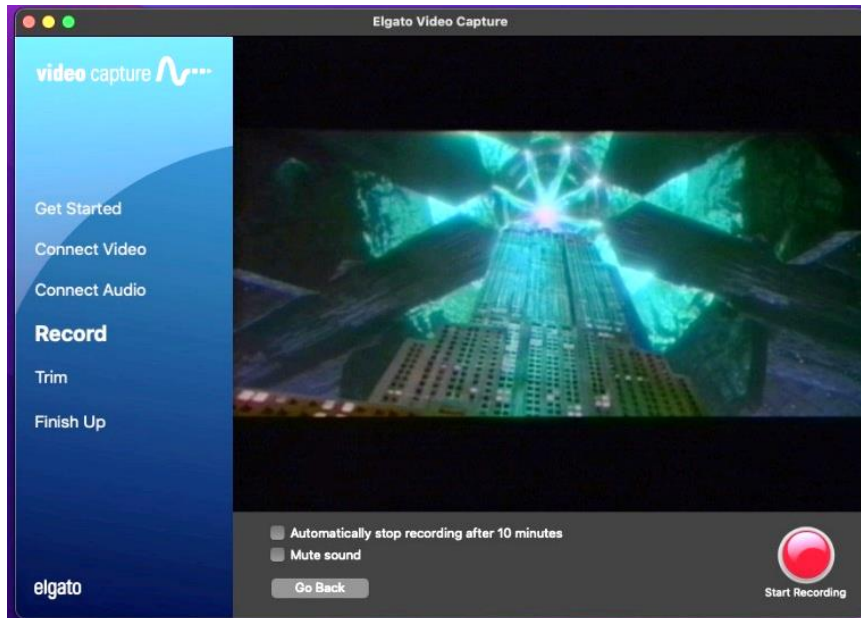 Elgato Video Capture
video capture
Get Started
Connect Video
Connect Audio
Record
Trim
Finish Up
elgato
Automatically stop recording after 10 minutes
Mute sound
Go Back
Start Recording